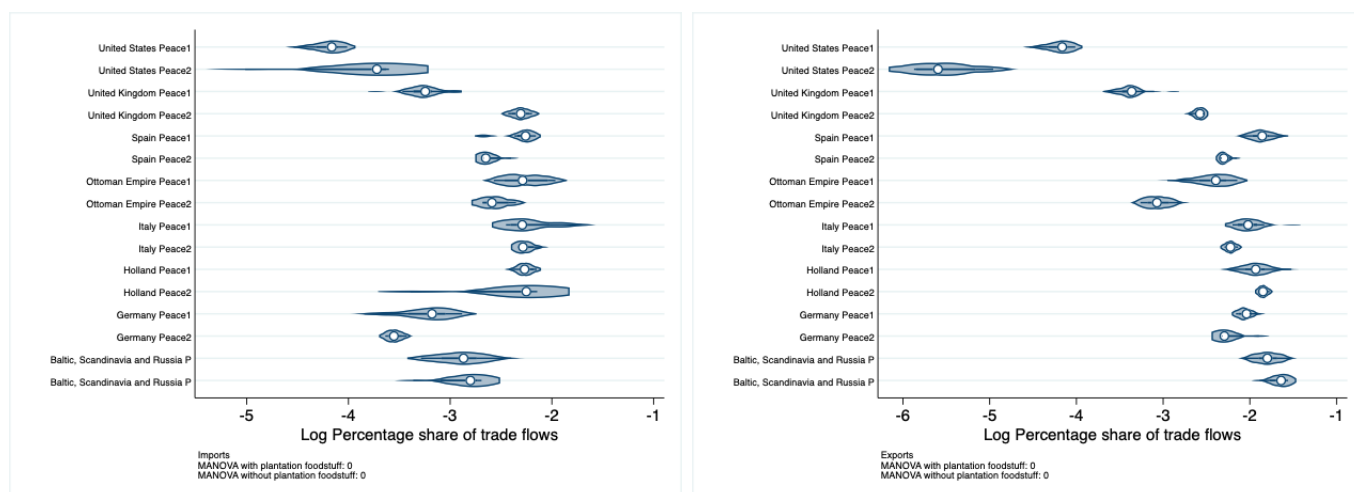 United States Peace1
United States Peace2
United Kingdom Peace1
United Kingdom Peace2
Spain Peace1
Spain Peace2
Ottoman Empire Peace1
Ottoman Empire Peace2
Italy Peace1
Italy Peace2
Holland Peace1
Holland Peace2
Germany Peace1
Germany Peace2
Baltic, Scandinavia and Russia P
Baltic, Scandinavia and Russia P
-5 -4 -3 -2 -1
Log Percentage share of trade flows
Imports
MANOVA with plantation foodstuff: 0
MANOVA without plantation foodstuff: 0
United States Peace1
United States Peace2
United Kingdom Peace1
United Kingdom Peace2
Spain Peace1
Spain Peace2
Ottoman Empire Peace1
Ottoman Empire Peace2
Italy Peace1
Italy Peace2
Holland Peace1
Holland Peace2
Germany Peace1
Germany Peace2
Baltic, Scandinavia and Russia P
Baltic, Scandinavia and Russia P
-6 -5 -4 -3 -2 -1
Log Percentage share of trade flows
Exports
MANOVA with plantation foodstuff: 0
MANOVA without plantation foodstuff: 0